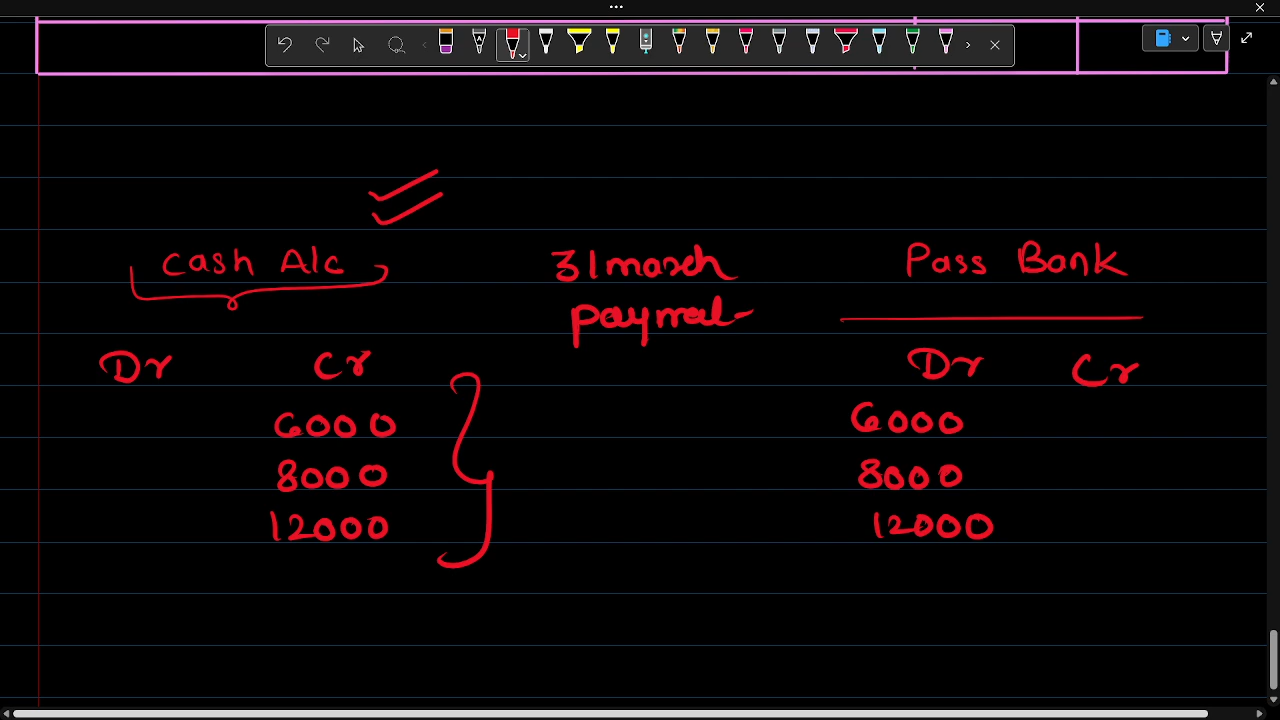 Cash A/c
31 march
payment
Pass Bank
Dr Cr
Dr Cr
6000
8000
12000
6000
8000
12000